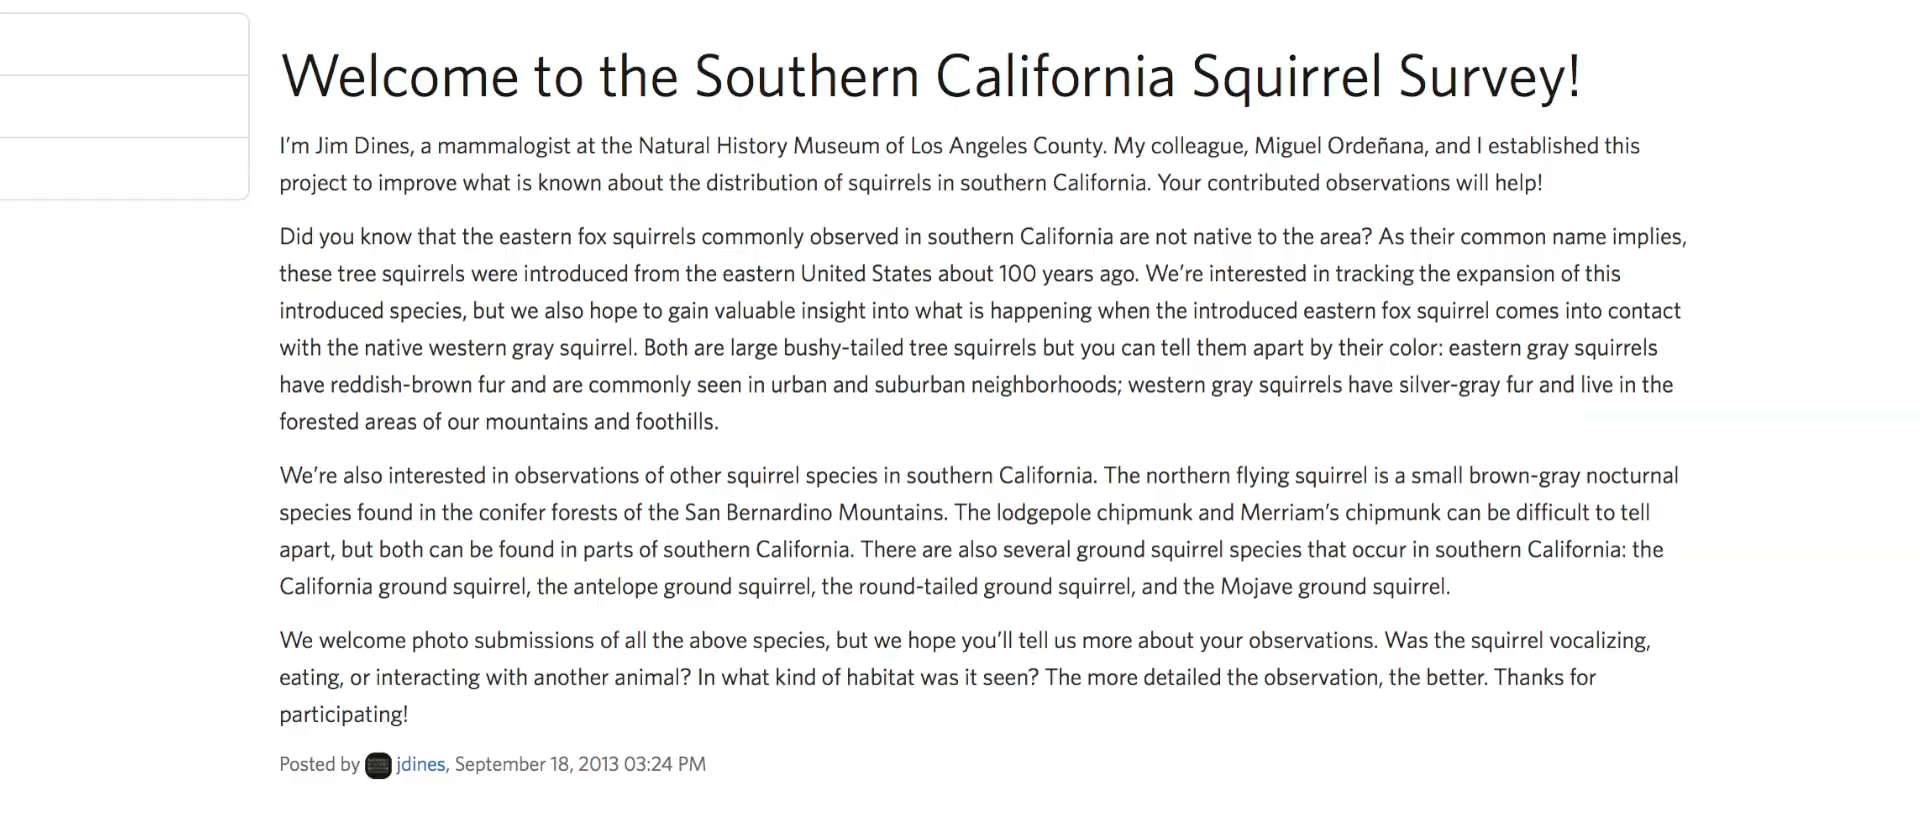 Welcome to the Southern California Squirrel Survey!
I’m Jim Dines, a mammalogist at the Natural History Museum of Los Angeles County. My colleague, Miguel Ordeñana, and I established this
project to improve what is known about the distribution of squirrels in southern California. Your contributed observations will help!
Did you know that the eastern fox squirrels commonly observed in southern California are not native to the area? As their common name implies,
these tree squirrels were introduced from the eastern United States about 100 years ago. We’re interested in tracking the expansion of this
introduced species, but we also hope to gain valuable insight into what is happening when the introduced eastern fox squirrel comes into contact
with the native western gray squirrel. Both are large bushy-tailed tree squirrels but you can tell them apart by their color: eastern gray squirrels
have reddish-brown fur and are commonly seen in urban and suburban neighborhoods; western gray squirrels have silver-gray fur and live in the
forested areas of our mountains and foothills.
We’re also interested in observations of other squirrel species in southern California. The northern flying squirrel is a small brown-gray nocturnal
species found in the conifer forests of the San Bernardino Mountains. The lodgepole chipmunk and Merriam’s chipmunk can be difficult to tell
apart, but both can be found in parts of southern California. There are also several ground squirrel species that occur in southern California: the
California ground squirrel, the antelope ground squirrel, the round-tailed ground squirrel, and the Mojave ground squirrel.
We welcome photo submissions of all the above species, but we hope you’ll tell us more about your observations. Was the squirrel vocalizing,
eating, or interacting with another animal? In what kind of habitat was it seen? The more detailed the observation, the better. Thanks for
participating!
Posted by jdines, September 18, 2013 03:24 PM